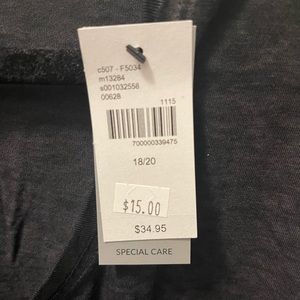 c507 - F5034
m13284
s001032558
00628
1115
700000339475
18/20
$15.00
$34.95
SPECIAL CARE